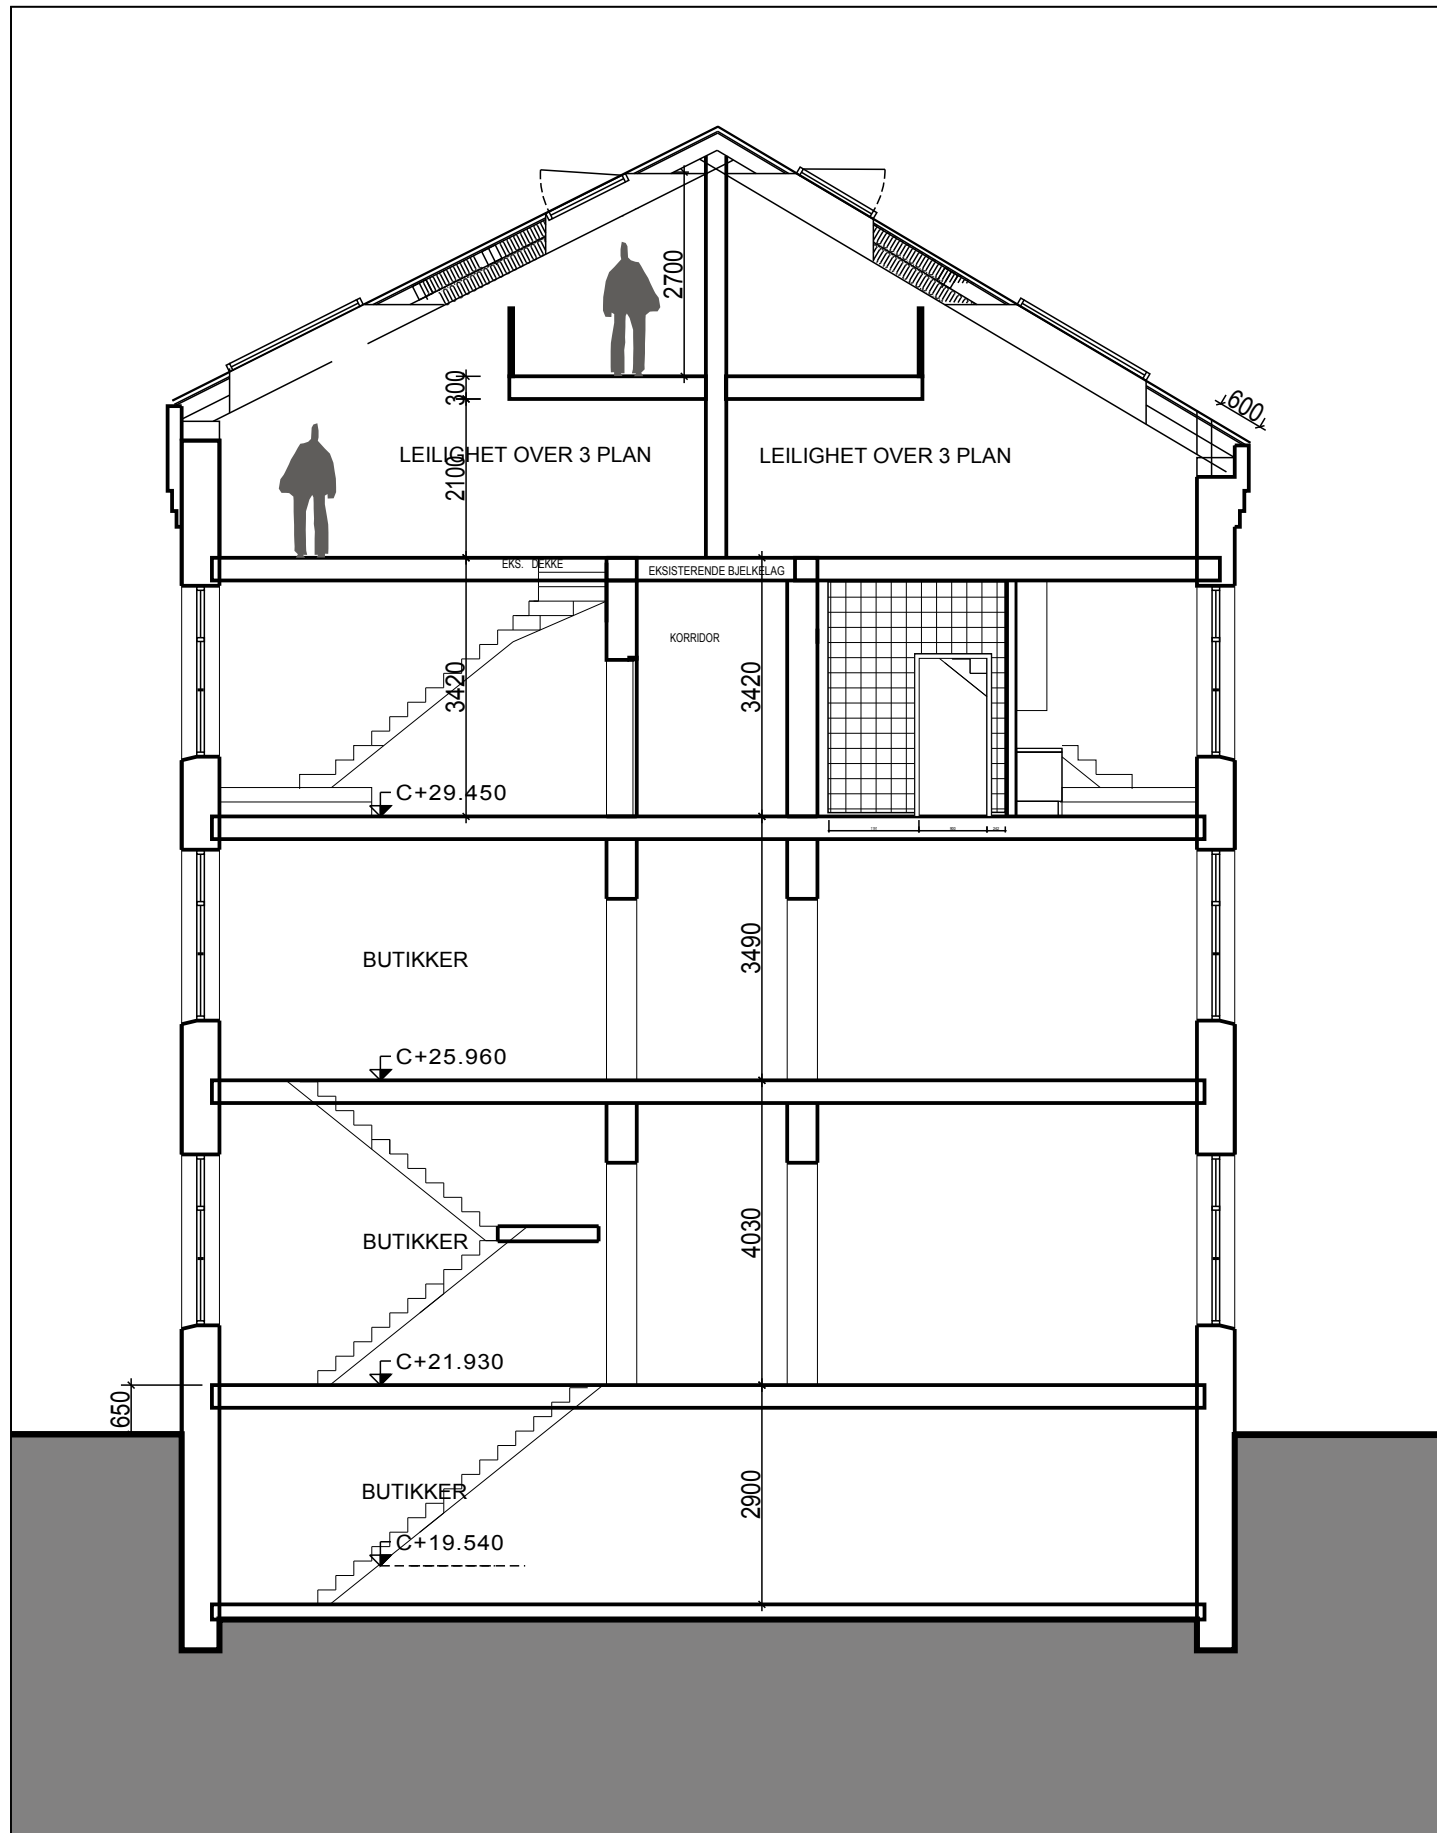 2700
300
600
LEILIGHET OVER 3 PLAN
LEILIGHET OVER 3 PLAN
2100
EKS. DEKKE
EKSISTERENDE BJELKELAG
KORRIDOR
3420
3420
C+29.450
BUTIKKER
3490
C+25.960
BUTIKKER
4030
C+21.930
650
BUTIKKER
2900
C+19.540